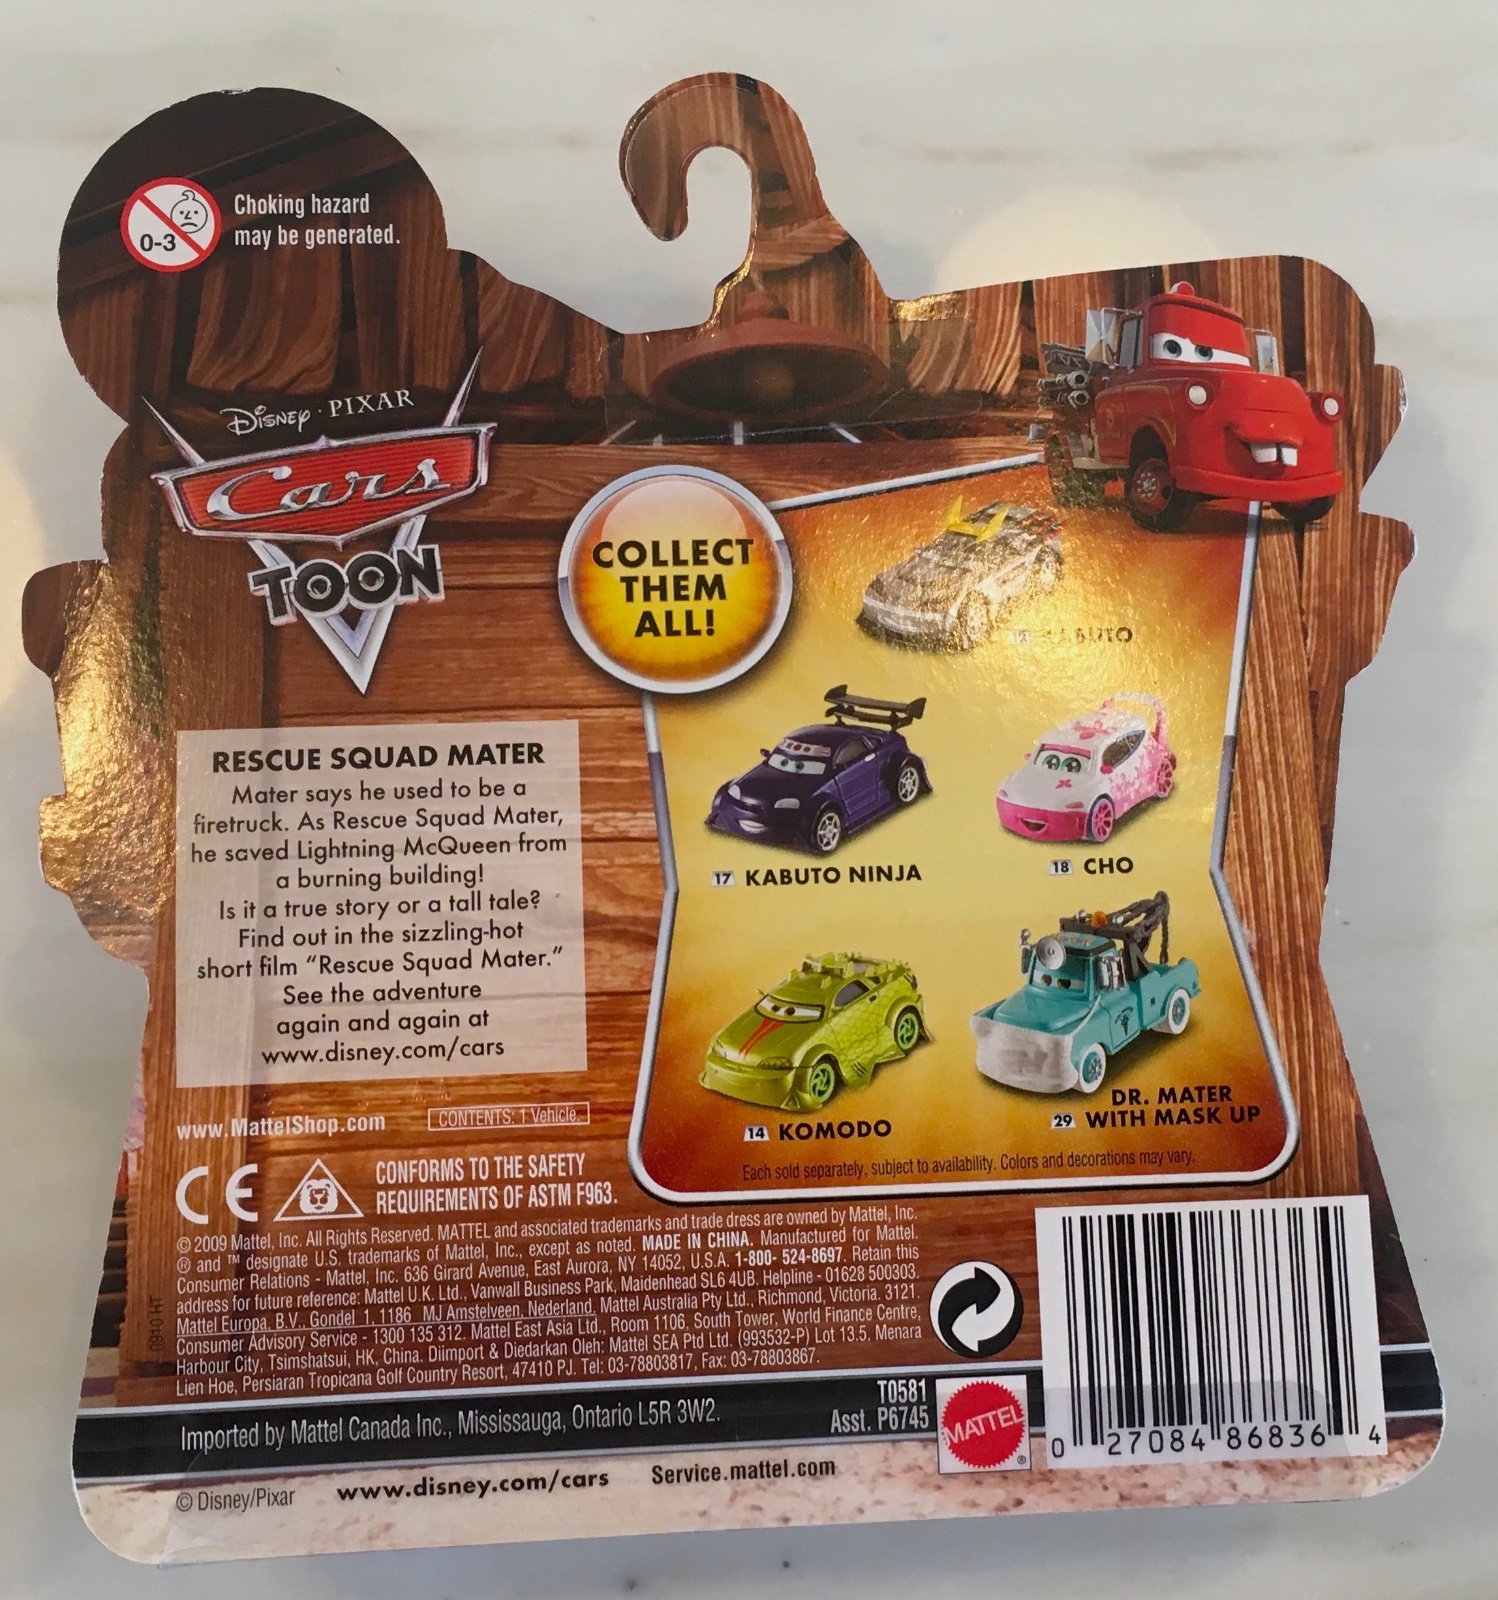 0-3
Choking hazard
may be generated.
Disney · PIXAR
Cars
TOON
COLLECT
THEM
ALL!
17 KABUTO NINJA
18 CHO
14 KOMODO
DR. MATER
29 WITH MASK UP
Each sold separately, subject to availability. Colors and decorations may vary.
RESCUE SQUAD MATER
Mater says he used to be a
firetruck. As Rescue Squad Mater,
he saved Lightning McQueen from
a burning building!
Is it a true story or a tall tale?
Find out in the sizzling-hot
short film “Rescue Squad Mater.”
See the adventure
again and again at
www.disney.com/cars
www.MattelShop.com
CONTENTS: 1 Vehicle.
CE
CONFORMS TO THE SAFETY
REQUIREMENTS OF ASTM F963.
© 2009 Mattel, Inc. All Rights Reserved. MATTEL and associated trademarks and trade dress are owned by Mattel, Inc.
® and ™ designate U.S. trademarks of Mattel, Inc., except as noted. MADE IN CHINA. Manufactured for Mattel.
Consumer Relations - Mattel, Inc. 636 Girard Avenue, East Aurora, NY 14052, U.S.A. 1-800- 524-8697. Retain this
address for future reference: Mattel U.K. Ltd., Vanwall Business Park, Maidenhead SL6 4UB. Helpline - 01628 500303.
Mattel Europa, B.V., Gondel 1, 1186 MJ Amstelveen, Nederland. Mattel Australia Pty Ltd., Richmond, Victoria. 3121.
Consumer Advisory Service - 1300 135 312. Mattel East Asia Ltd., Room 1106, South Tower, World Finance Centre,
Harbour City, Tsimshatsui, HK, China. Diimport & Diedarkan Oleh: Mattel SEA Ptd Ltd. (993532-P) Lot 13.5, Menara
Lien Hoe, Persiaran Tropicana Golf Country Resort, 47410 PJ. Tel: 03-78803817, Fax: 03-78803867.
0910 HT
Imported by Mattel Canada Inc., Mississauga, Ontario L5R 3W2.
T0581
Asst. P6745
MATTEL
®
0 27084 86836 4
© Disney/Pixar
www.disney.com/cars
Service.mattel.com